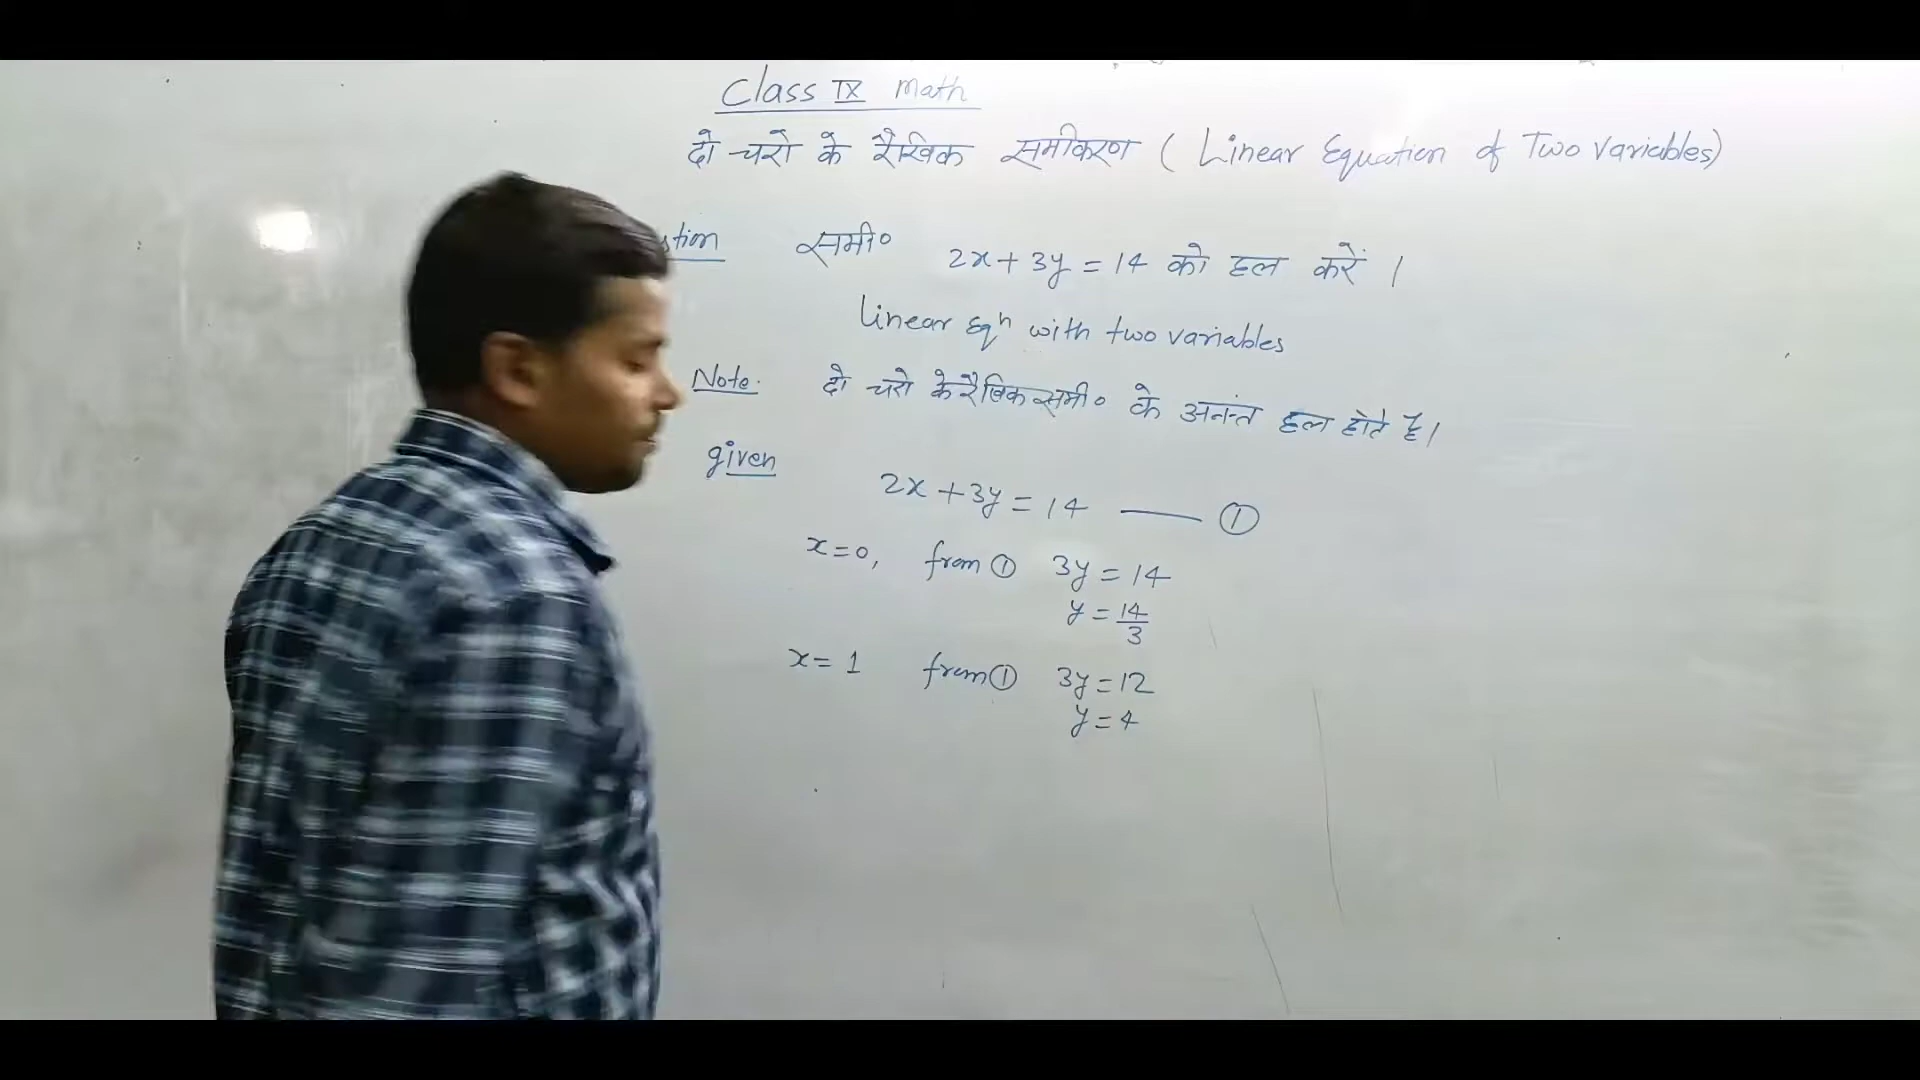 Class IX Math
दो चरो के रैखिक समीकरण ( Linear Equation of Two Variables)
stion समी० 2x + 3y = 14 को हल करें ।
Linear Eqⁿ with two variables
Note. दो चरो के रैखिक समी० के अनंत हल होते है।
given
2x + 3y = 14 —— ①
x = 0, from ① 3y = 14
y = 14/3
x = 1 from ① 3y = 12
y = 4